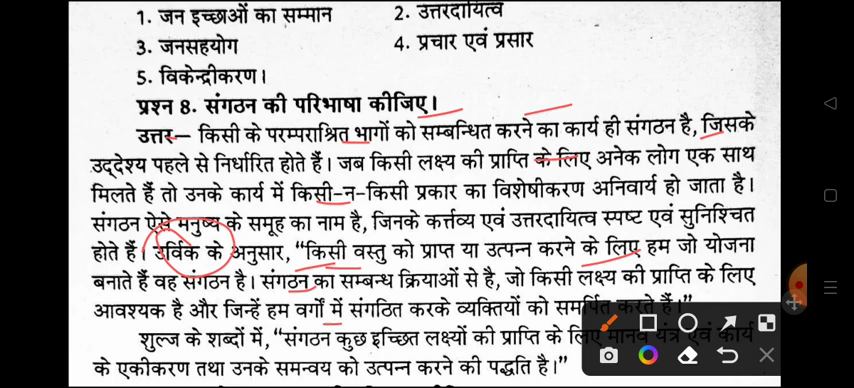 1. जन इच्छाओं का सम्मान 2. उत्तरदायित्व
3. जनसहयोग 4. प्रचार एवं प्रसार
5. विकेन्द्रीकरण।
प्रश्न 8. संगठन की परिभाषा कीजिए।
उत्तर— किसी के परम्पराश्रित भागों को सम्बन्धित करने का कार्य ही संगठन है, जिसके
उद्देश्य पहले से निर्धारित होते हैं। जब किसी लक्ष्य की प्राप्ति के लिए अनेक लोग एक साथ
मिलते हैं तो उनके कार्य में किसी-न-किसी प्रकार का विशेषीकरण अनिवार्य हो जाता है।
संगठन ऐसे मनुष्य के समूह का नाम है, जिनके कर्त्तव्य एवं उत्तरदायित्व स्पष्ट एवं सुनिश्चित
होते हैं। उर्विक के अनुसार, “किसी वस्तु को प्राप्त या उत्पन्न करने के लिए हम जो योजना
बनाते हैं वह संगठन है। संगठन का सम्बन्ध क्रियाओं से है, जो किसी लक्ष्य की प्राप्ति के लिए
आवश्यक है और जिन्हें हम वर्गों में संगठित करके व्यक्तियों को समर्पित करते हैं।”
शुल्ज के शब्दों में, “संगठन कुछ इच्छित लक्ष्यों की प्राप्ति के लिए मानव यंत्र एवं कार्य
के एकीकरण तथा उनके समन्वय को उत्पन्न करने की पद्धति है।”